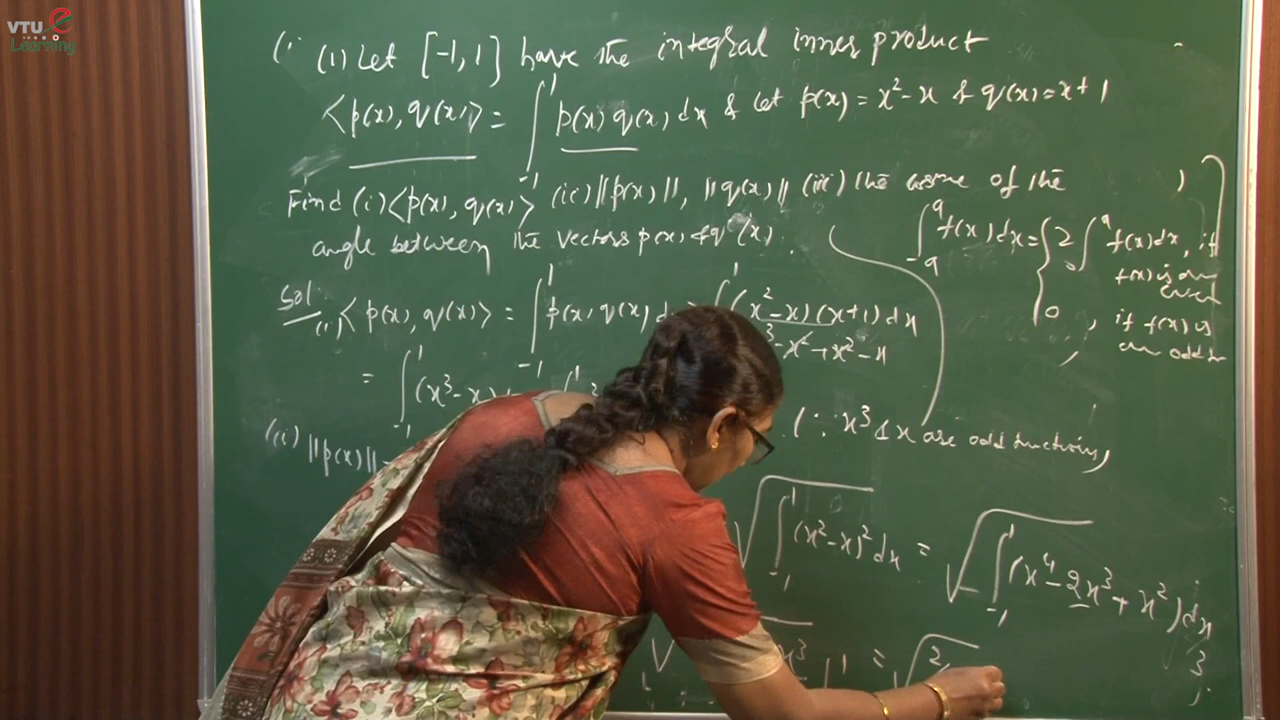 VTU e
Learning
(1) Let [-1, 1] have the integral inner product
<p(x), q(x)> = ∫₋₁¹ p(x) q(x) dx & let p(x) = x² - x & q(x) = x + 1
Find (i) <p(x), q(x)> (ii) ||p(x)||, ||q(x)|| (iii) the cosine of the
angle between the vectors p(x) & q(x).
∫₋ₐᵃ f(x) dx = { 2 ∫₀ᵃ f(x) dx, if
f(x) is an
even
0, if f(x) is
an odd
Sol:
(i) <p(x), q(x)> = ∫₋₁¹ p(x) q(x) d = ∫ (x² - x) (x + 1) dx
³ - x² + x² - x
= ∫₋₁¹ (x³ - x)
(∵ x³ & x are odd functions)
(ii) ||p(x)||
√ ∫₋₁¹ (x² - x)² dx = √ ∫₋₁¹ (x⁴ - 2x³ + x²) dx
√ x³ |¹ = √ 2